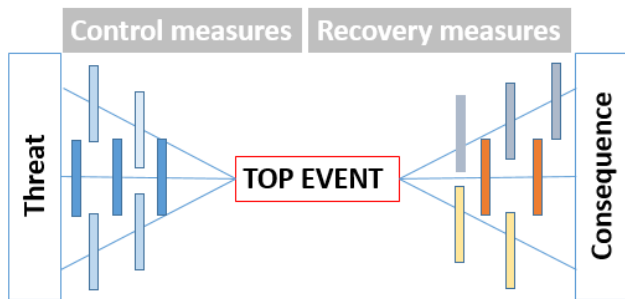 Control measures
Recovery measures
Threat
TOP EVENT
Consequence